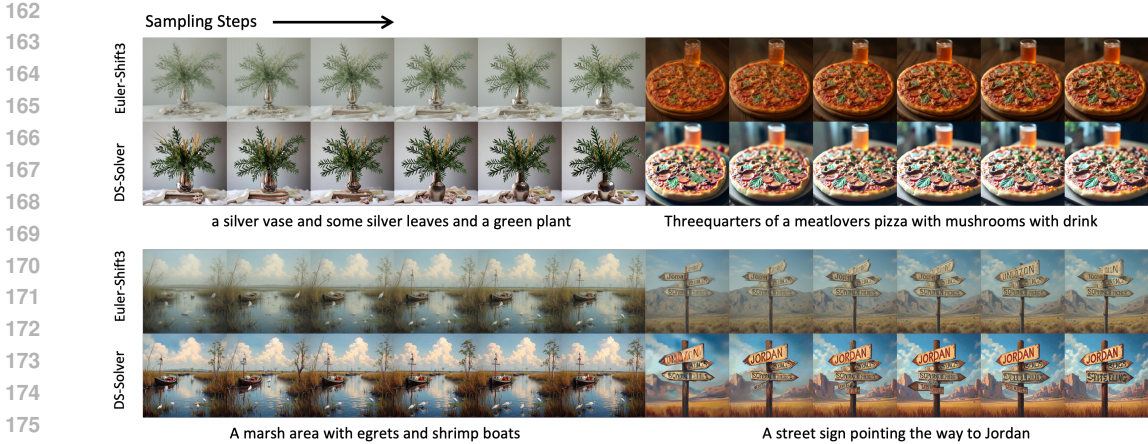 162
Sampling Steps
163
164
165
166
167
168
Euler-Shift3
DS-Solver
a silver vase and some silver leaves and a green plant
Threequarters of a meatlovers pizza with mushrooms with drink
169
170
171
172
173
174
175
Euler-Shift3
DS-Solver
JORDAN
JORDAN
JORDAN
JORDAN
JORDAN
A marsh area with egrets and shrimp boats
A street sign pointing the way to Jordan